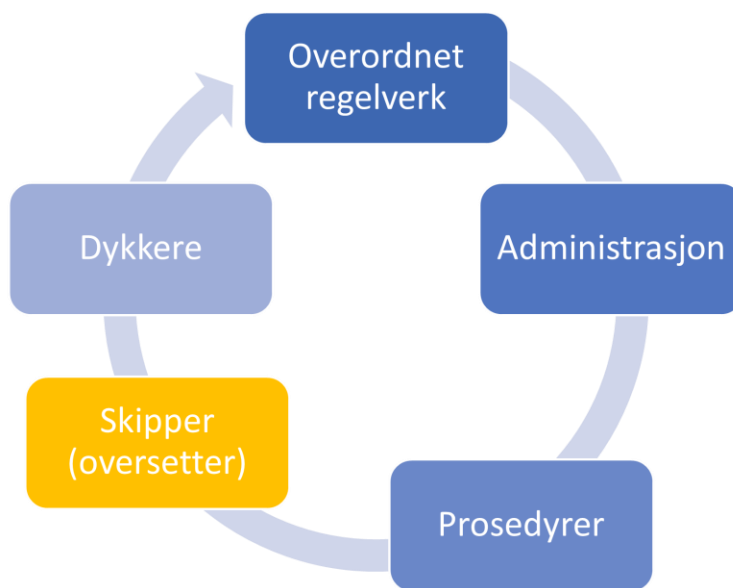 Overordnet
regelverk
Administrasjon
Prosedyrer
Skipper
(oversetter)
Dykkere